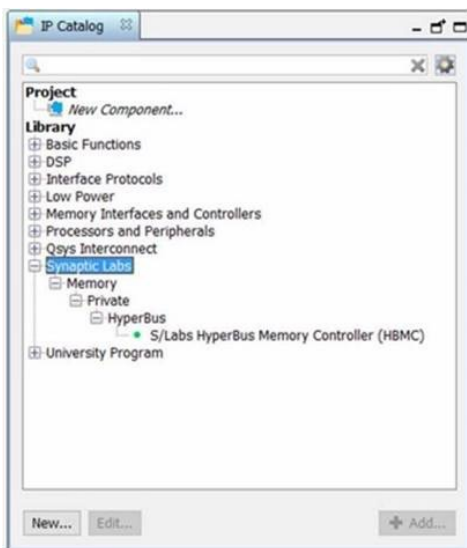 IP Catalog
Project
New Component...
Library
Basic Functions
DSP
Interface Protocols
Low Power
Memory Interfaces and Controllers
Processors and Peripherals
Qsys Interconnect
Synaptic Labs
Memory
Private
HyperBus
S/Labs HyperBus Memory Controller (HBMC)
University Program
New... Edit... Add...